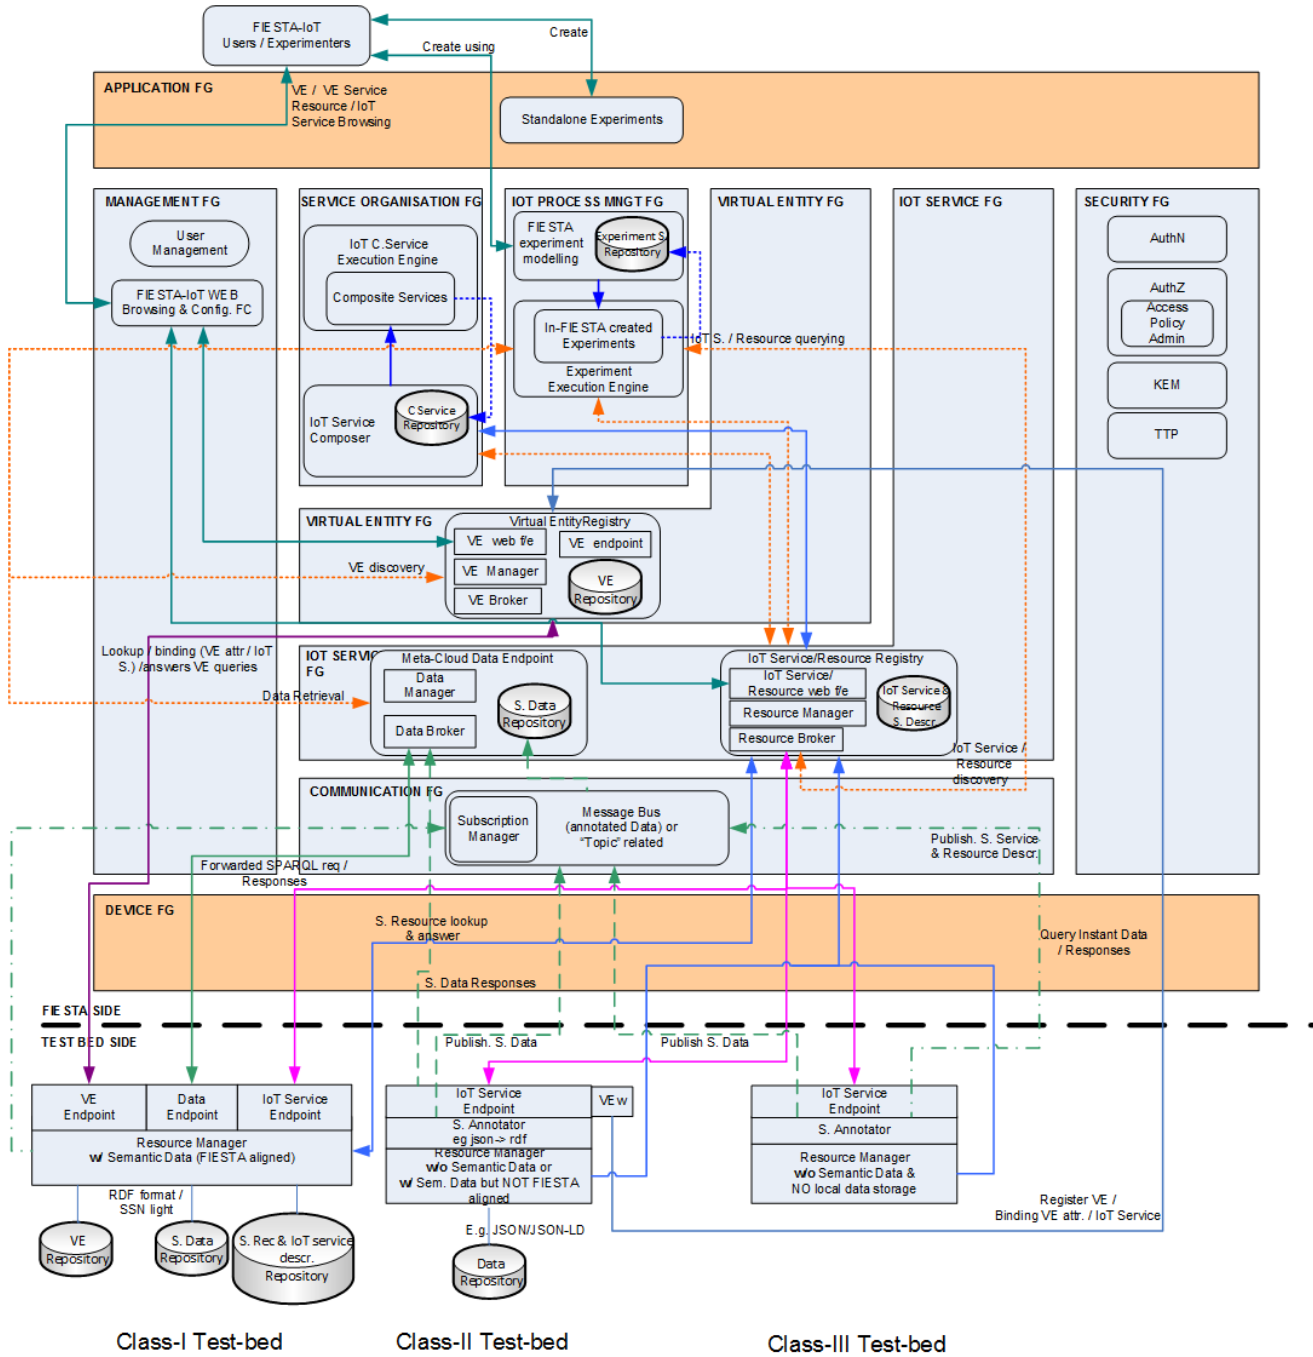 FIESTA-IoT
Users / Experimenters
Create
Create using
APPLICATION FG
VE / VE Service
Resource / IoT
Service Browsing
Standalone Experiments
MANAGEMENT FG
SERVICE ORGANISATION FG
IOT PROCESS MNGT FG
VIRTUAL ENTITY FG
IOT SERVICE FG
SECURITY FG
User
Management
FIESTA-IoT WEB
Browsing & Config. FC
IoT C.Service
Execution Engine
Composite Services
IoT Service
Composer
C Service
Repository
FIESTA
experiment
modelling
Experiment S.
Repository
In-FIESTA created
Experiments
Experiment
Execution Engine
IoT S. / Resource querying
AuthN
AuthZ
Access
Policy
Admin
KEM
TTP
VIRTUAL ENTITY FG
Virtual EntityRegistry
VE web f/e
VE endpoint
VE Manager
VE Broker
VE
Repository
VE discovery
Lookup / binding (VE attr / IoT
S.) /answers VE queries
IOT SERVIC
FG
Meta-Cloud Data Endpoint
Data
Manager
Data Broker
S. Data
Repository
Data Retrieval
IoT Service/Resource Registry
IoT Service/
Resource web f/e
Resource Manager
Resource Broker
IoT Service &
Resource
S. Descr.
IoT Service /
Resource
discovery
COMMUNICATION FG
Subscription
Manager
Message Bus
(annotated Data) or
“Topic” related
Publish. S. Service
& Resource Descr.
Forwarded SPARQL req /
Responses
DEVICE FG
S. Resource lookup
& answer
Query Instant Data
/ Responses
S. Data Responses
FIESTA SIDE
TEST BED SIDE
Publish. S. Data
Publish S. Data
VE
Endpoint
Data
Endpoint
IoT Service
Endpoint
Resource Manager
w/ Semantic Data (FIESTA aligned)
RDF format /
SSN light
VE
Repository
S. Data
Repository
S. Rec & IoT service
descr.
Repository
IoT Service
Endpoint
VEw
S. Annotator
eg json-> rdf
Resource Manager
w/o Semantic Data or
w/ Sem. Data but NOT FIESTA
aligned
E.g. JSON/JSON-LD
Data
Repository
IoT Service
Endpoint
S. Annotator
Resource Manager
w/o Semantic Data &
NO local data storage
Register VE /
Binding VE attr. / IoT Service
Class-I Test-bed
Class-II Test-bed
Class-III Test-bed